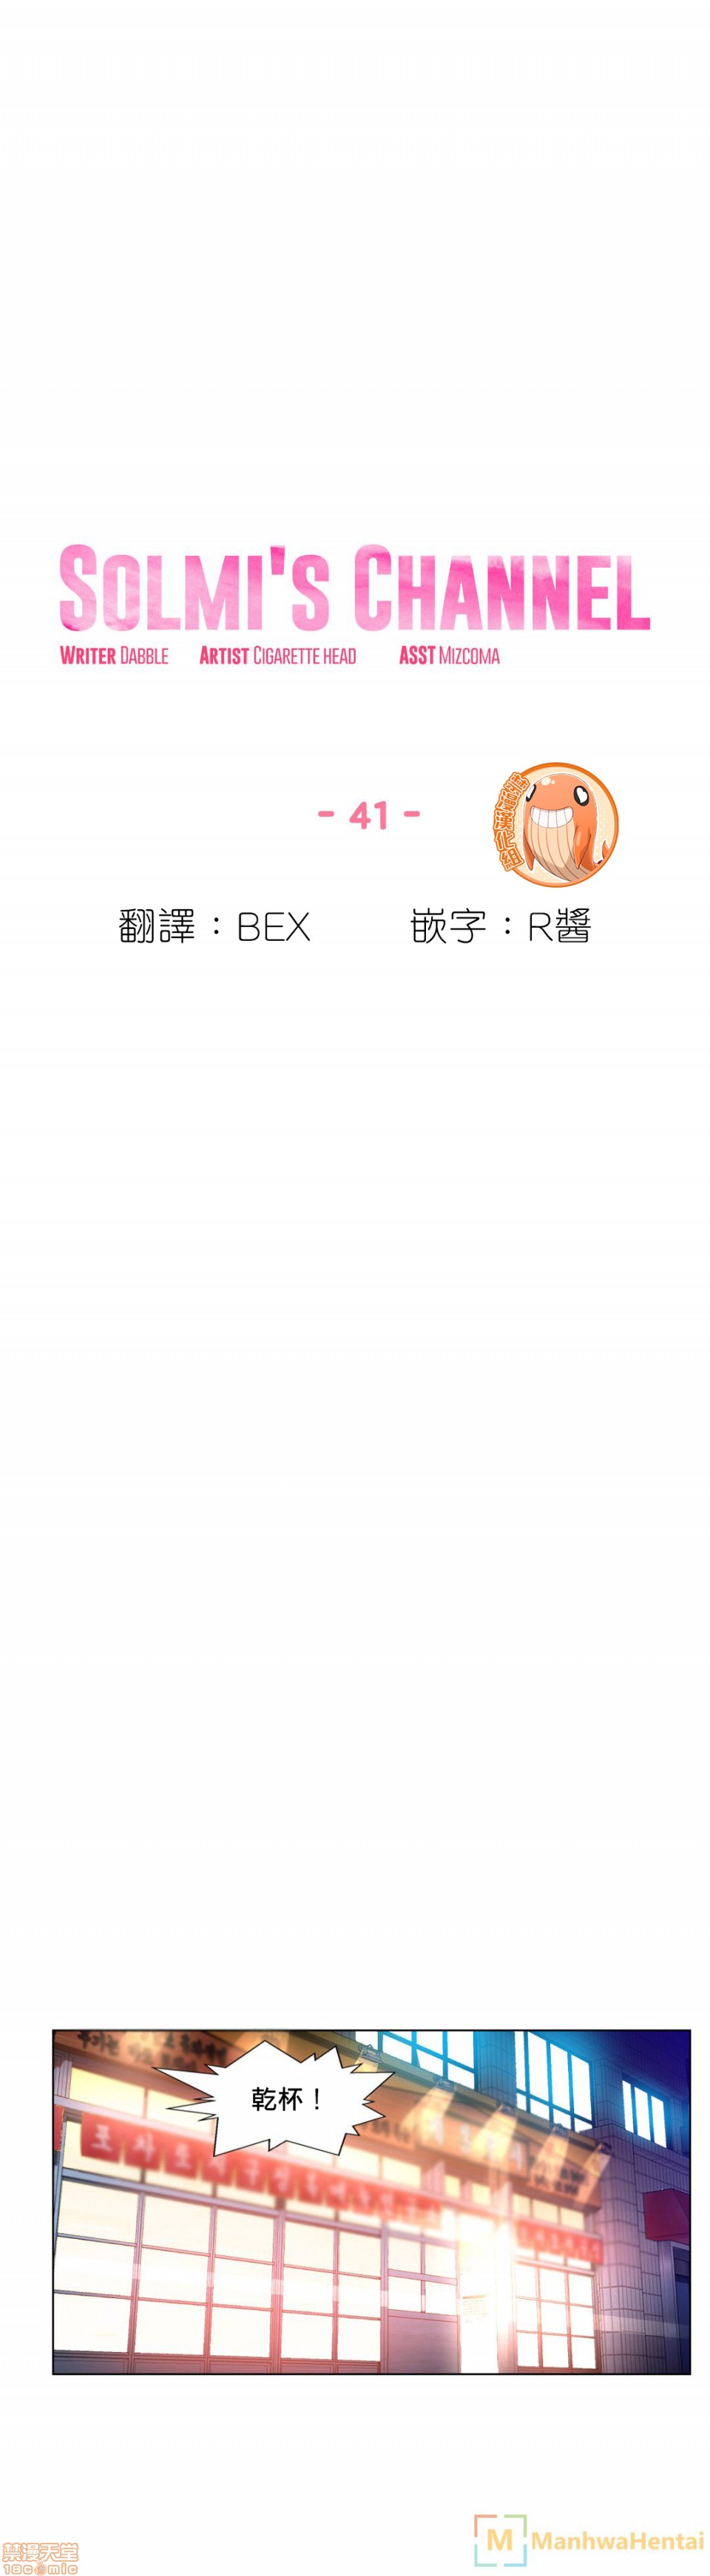 SOLMI'S CHANNEL
WRITER DABBLE ARTIST CIGARETTE HEAD ASST MIZCOMA
- 41 -
翻譯：BEX 嵌字：R醬
乾杯！
M ManhwaHentai
禁漫天堂
18comic